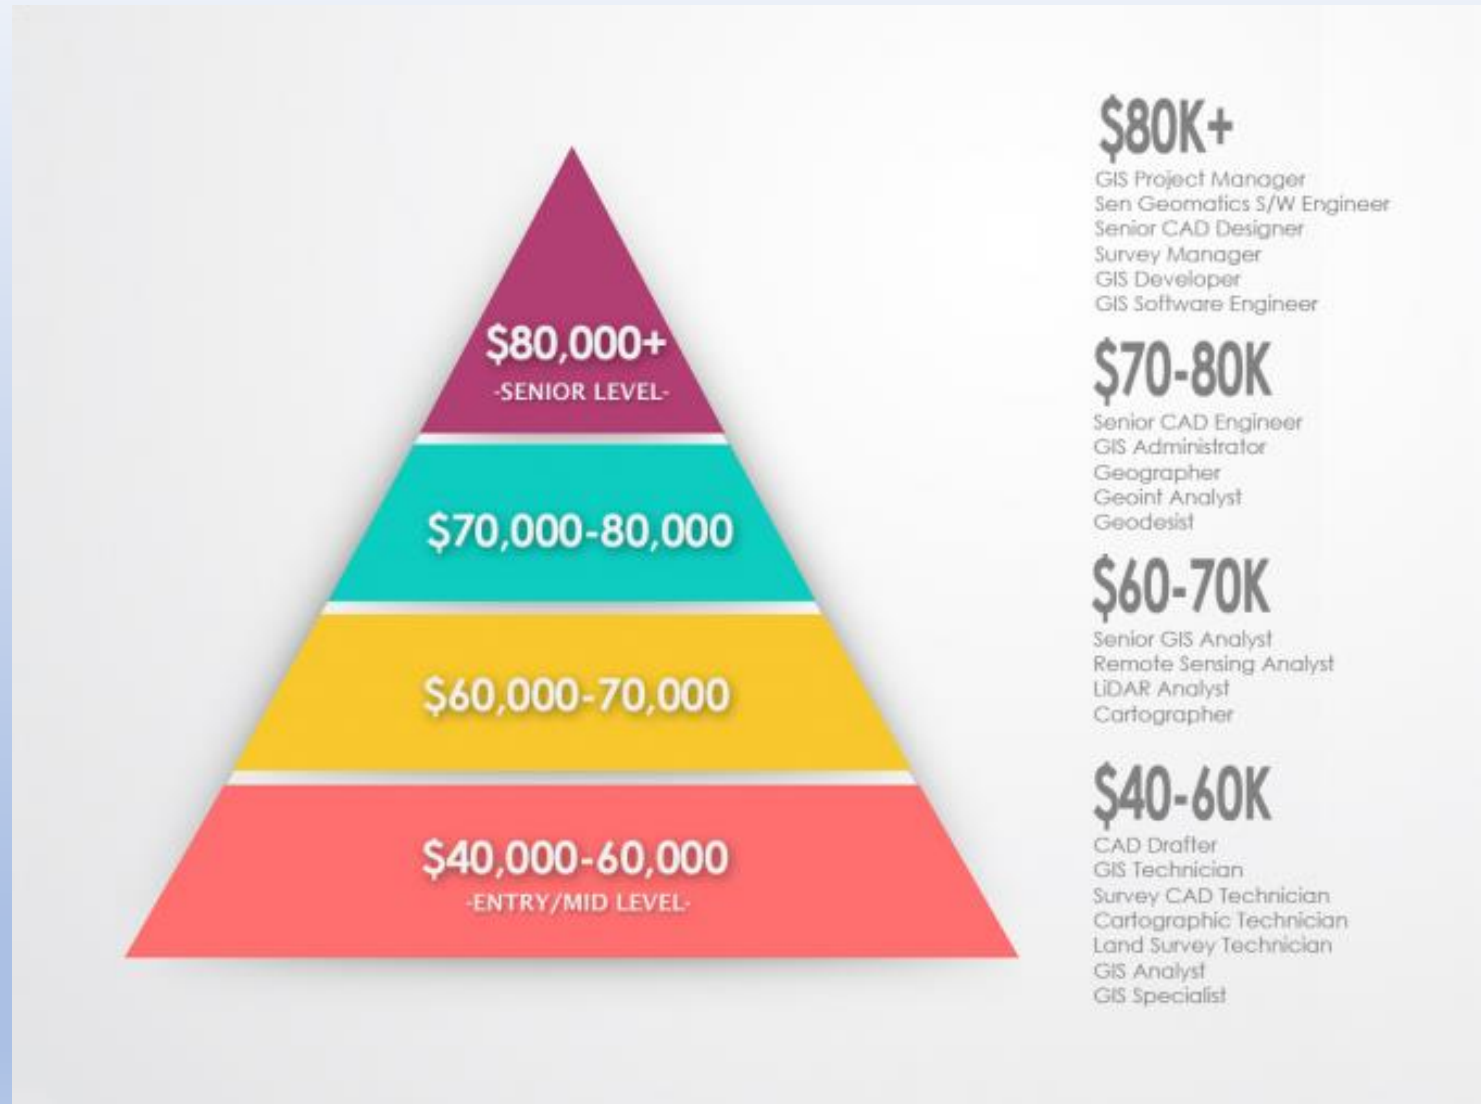 $80,000+
-SENIOR LEVEL-
$70,000-80,000
$60,000-70,000
$40,000-60,000
-ENTRY/MID LEVEL-
$80K+
GIS Project Manager
Sen Geomatics S/W Engineer
Senior CAD Designer
Survey Manager
GIS Developer
GIS Software Engineer
$70-80K
Senior CAD Engineer
GIS Administrator
Geographer
Geoint Analyst
Geodesist
$60-70K
Senior GIS Analyst
Remote Sensing Analyst
LiDAR Analyst
Cartographer
$40-60K
CAD Drafter
GIS Technician
Survey CAD Technician
Cartographic Technician
Land Survey Technician
GIS Analyst
GIS Specialist